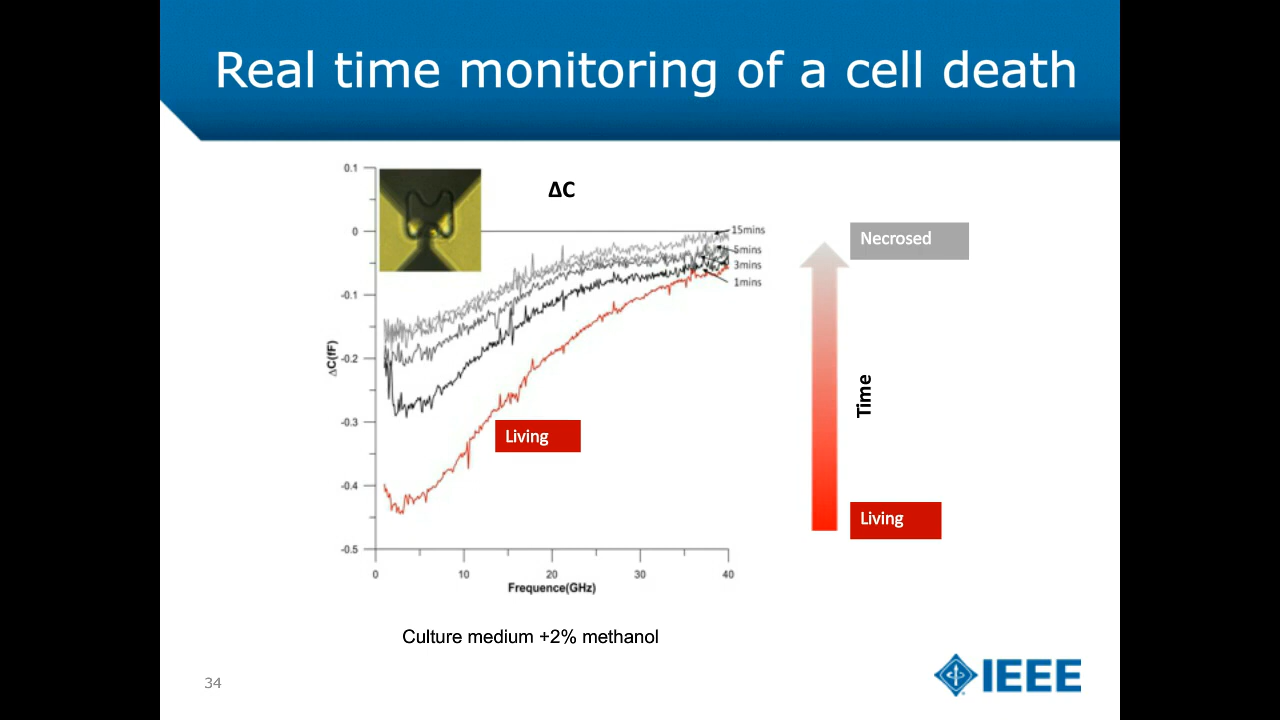 Real time monitoring of a cell death
ΔC
0.1
0
-0.1
-0.2
-0.3
-0.4
-0.5
ΔC(fF)
15mins
5mins
3mins
1mins
Living
0 10 20 30 40
Frequence(GHz)
Necrosed
Time
Living
Culture medium +2% methanol
34
IEEE